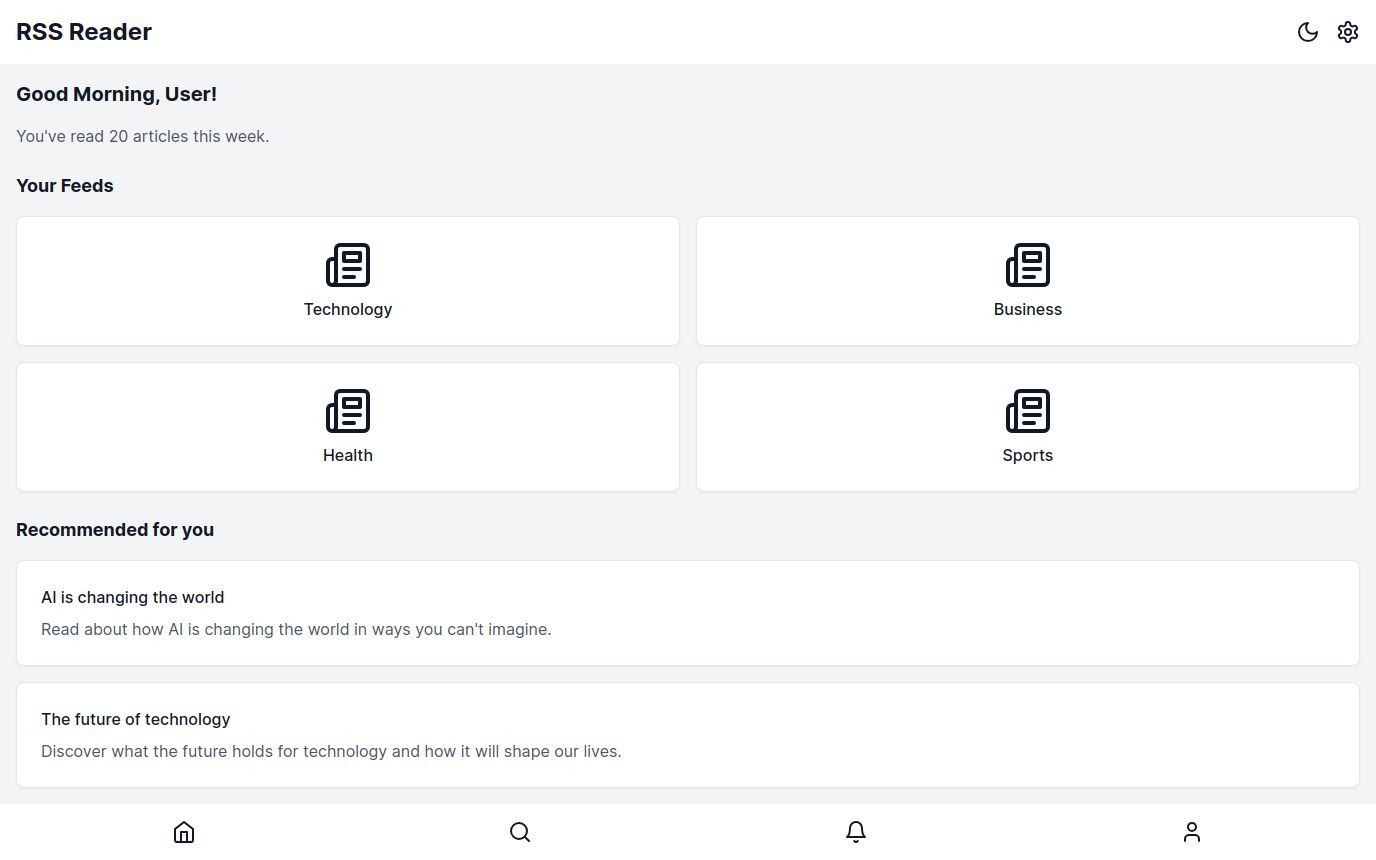 RSS Reader
Good Morning, User!
You've read 20 articles this week.
Your Feeds
Technology
Business
Health
Sports
Recommended for you
AI is changing the world
Read about how AI is changing the world in ways you can't imagine.
The future of technology
Discover what the future holds for technology and how it will shape our lives.